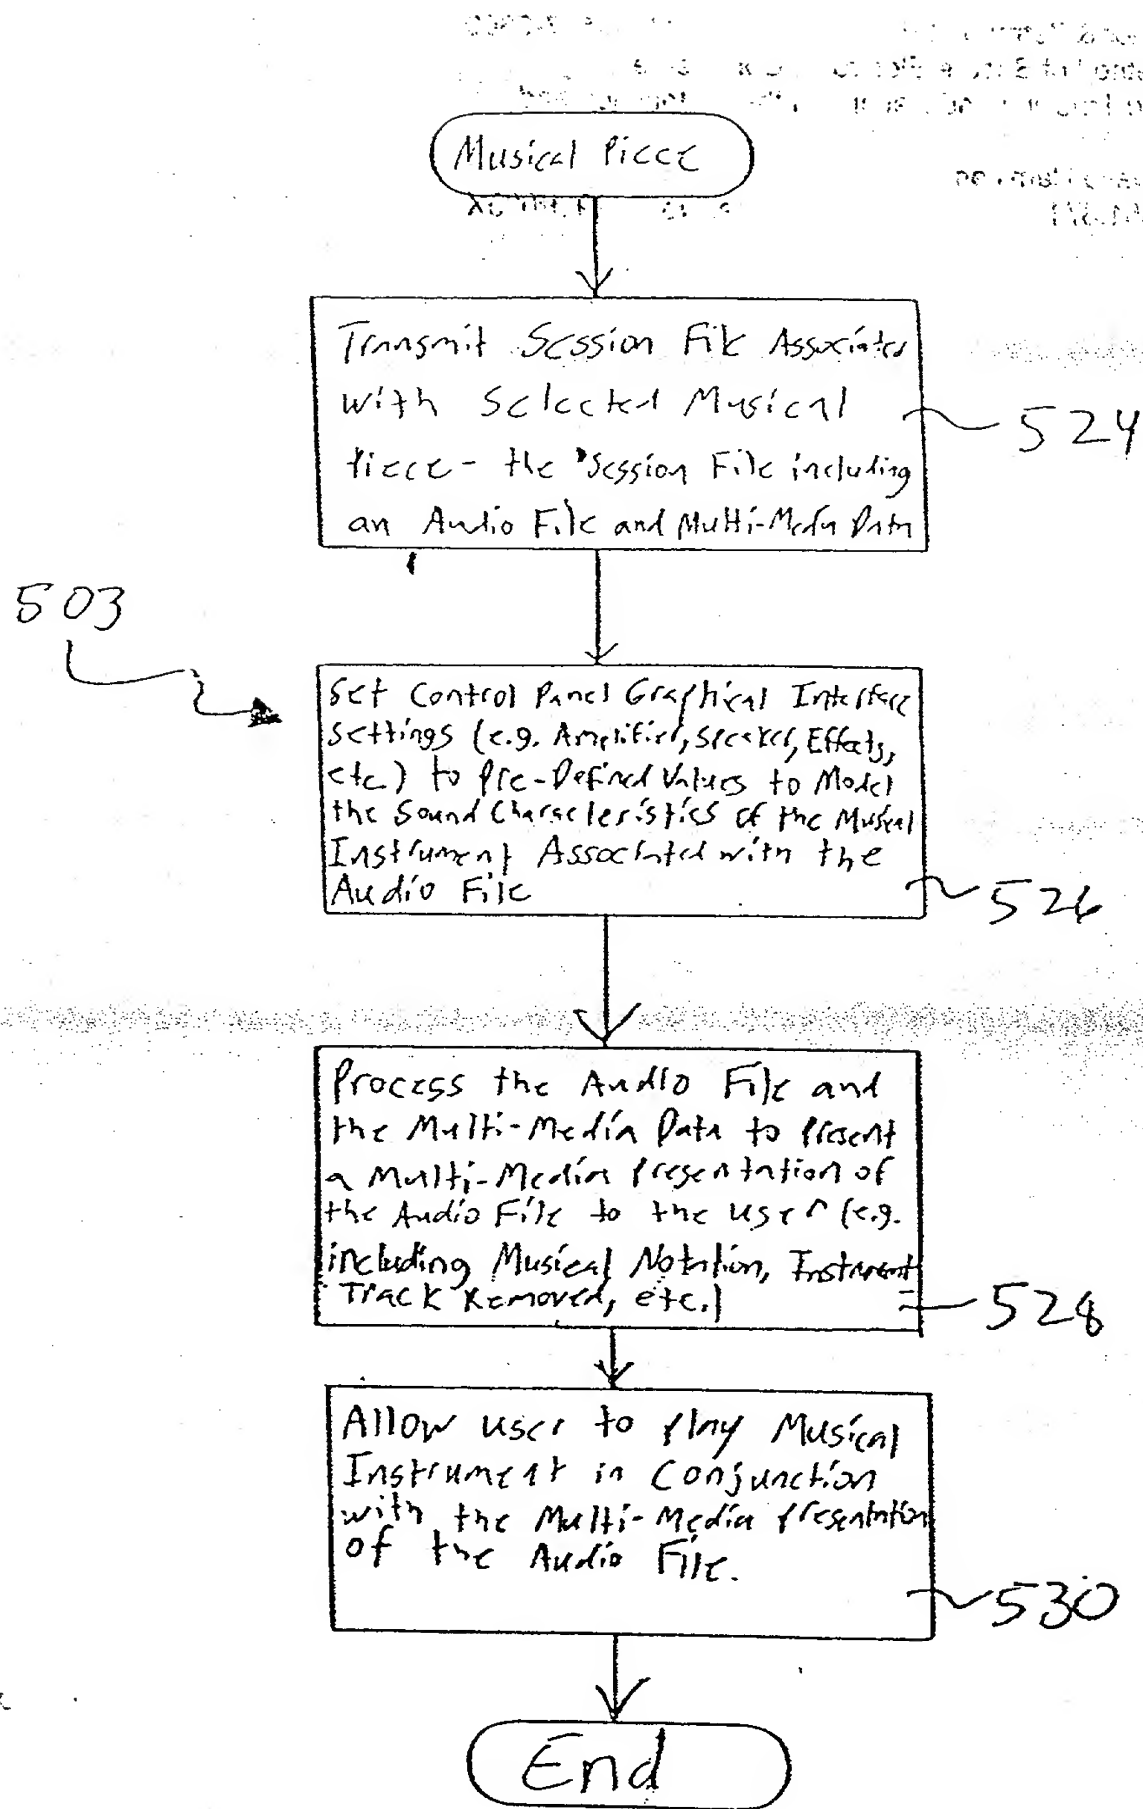 Musical Piece
Transmit Session File Associates
with Selected Musical
Piece - the Session File including
an Audio File and Multi-Media Data
524
503
Set Control Panel Graphical Interface
Settings (e.g. Amplifier, Speaker, Effects,
etc.) to Pre-Defined Values to Model
the Sound Characteristics of the Musical
Instrument Associated with the
Audio File
526
Process the Audio File and
the Multi-Media Data to Present
a Multi-Media Presentation of
the Audio File to the user (e.g.
including Musical Notation, Instrument
Track Removed, etc.)
528
Allow user to play Musical
Instrument in Conjunction
with the Multi-Media Presentation
of the Audio File.
530
End